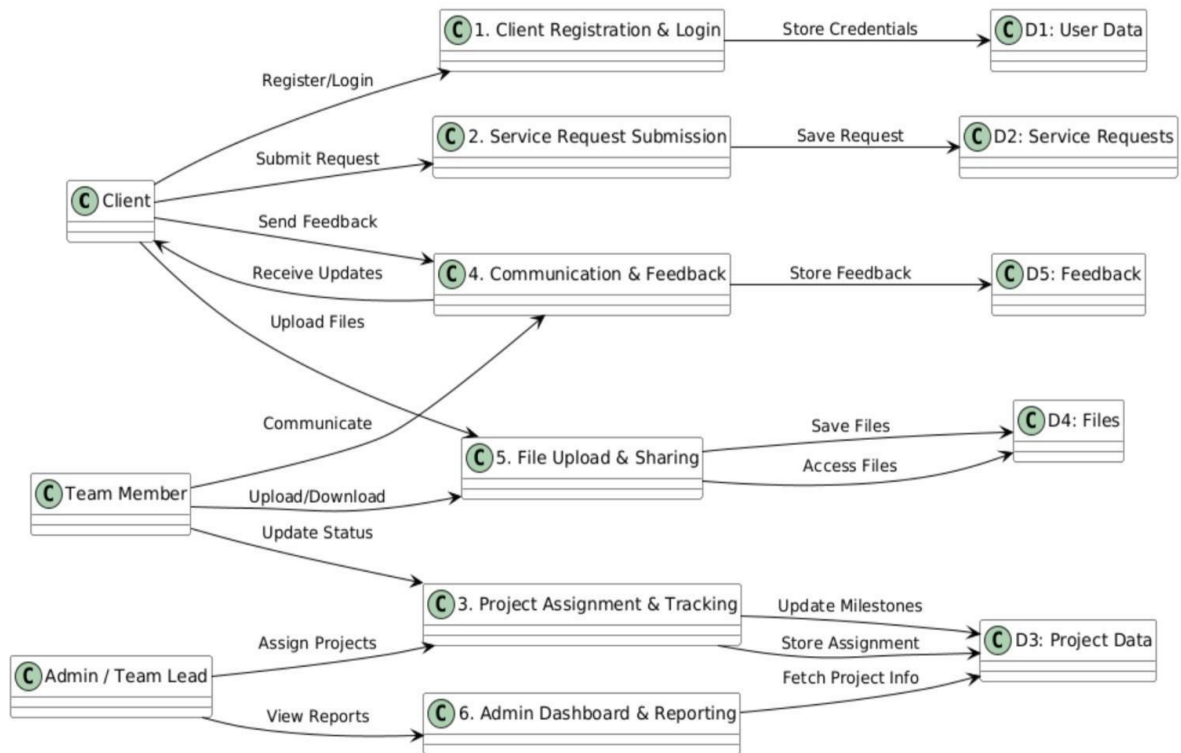 C 1. Client Registration & Login
Store Credentials
C D1: User Data
Register/Login
C 2. Service Request Submission
Save Request
C D2: Service Requests
Submit Request
C Client
Send Feedback
Receive Updates
C 4. Communication & Feedback
Store Feedback
C D5: Feedback
Upload Files
Communicate
C 5. File Upload & Sharing
Save Files
Access Files
C D4: Files
C Team Member
Upload/Download
Update Status
C 3. Project Assignment & Tracking
Update Milestones
Store Assignment
Fetch Project Info
C D3: Project Data
Assign Projects
C Admin / Team Lead
View Reports
C 6. Admin Dashboard & Reporting